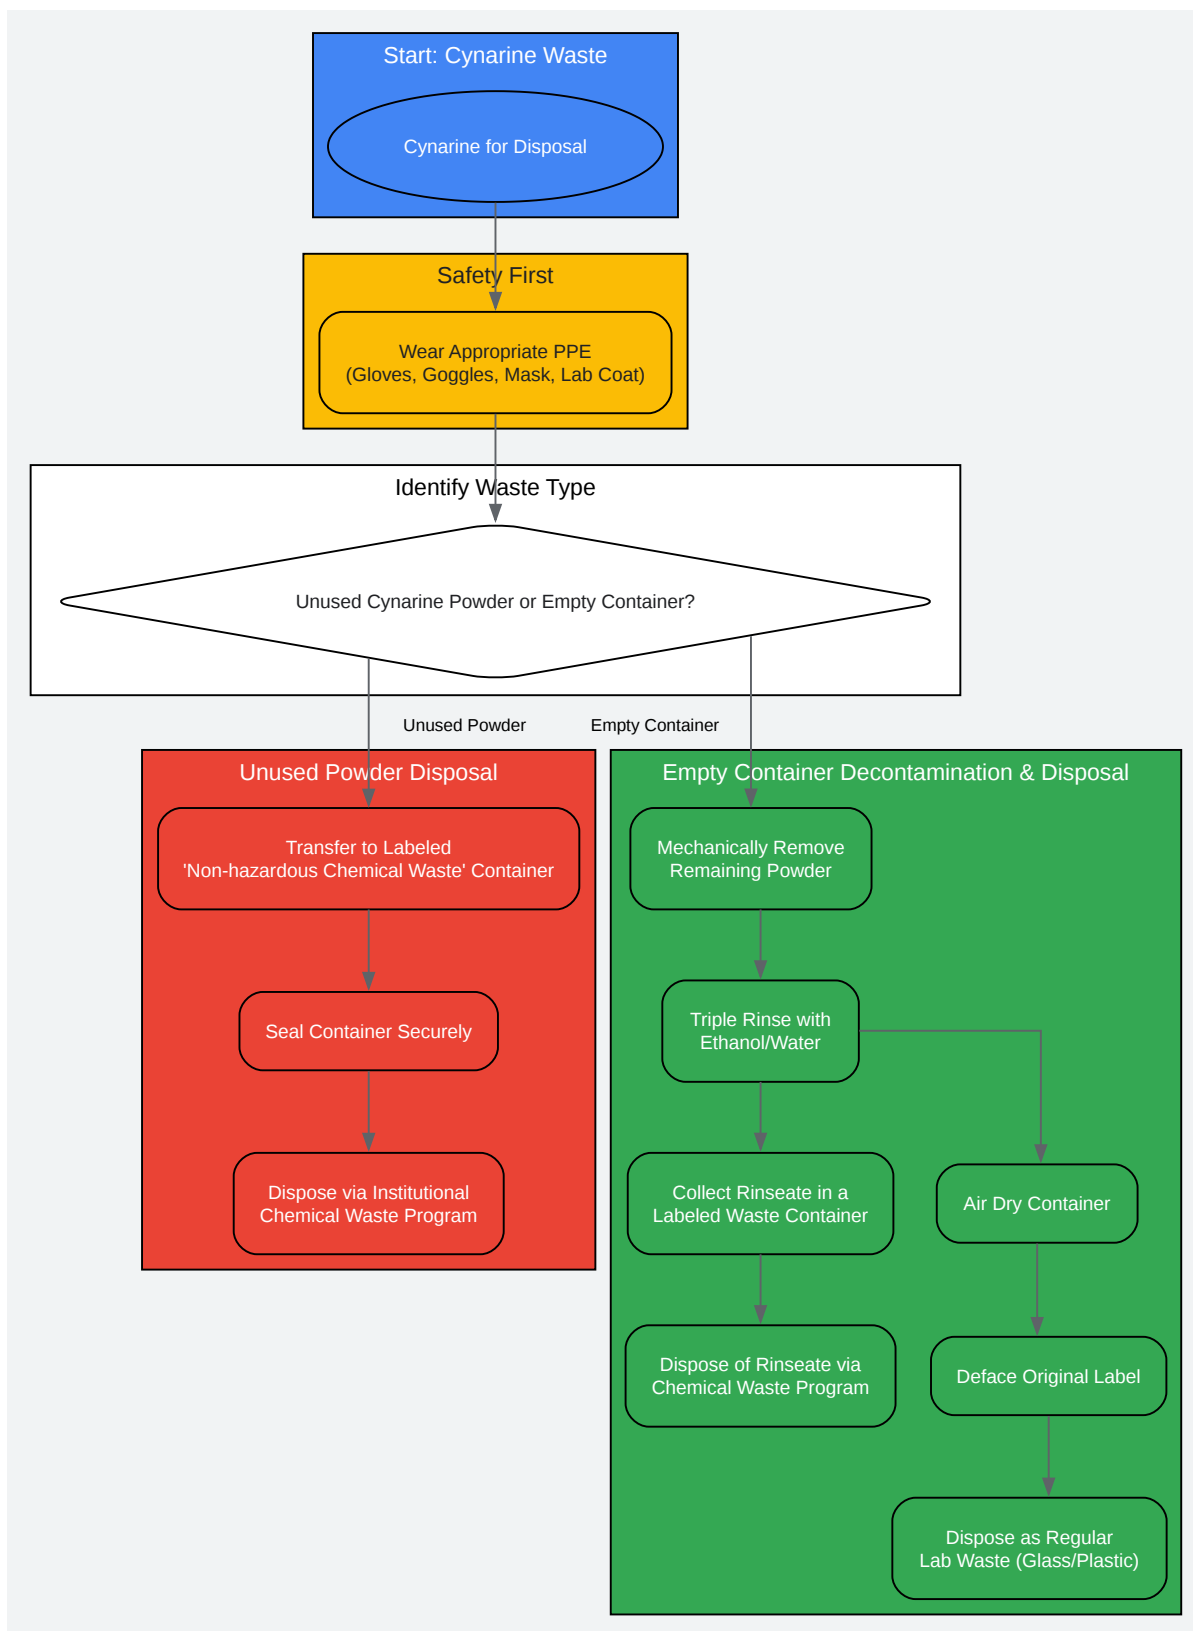 Start: Cynarine Waste
Cynarine for Disposal
Safety First
Wear Appropriate PPE
(Gloves, Goggles, Mask, Lab Coat)
Identify Waste Type
Unused Cynarine Powder or Empty Container?
Unused Powder
Empty Container
Unused Powder Disposal
Transfer to Labeled
'Non-hazardous Chemical Waste' Container
Seal Container Securely
Dispose via Institutional
Chemical Waste Program
Empty Container Decontamination & Disposal
Mechanically Remove
Remaining Powder
Triple Rinse with
Ethanol/Water
Collect Rinseate in a
Labeled Waste Container
Dispose of Rinseate via
Chemical Waste Program
Air Dry Container
Deface Original Label
Dispose as Regular
Lab Waste (Glass/Plastic)